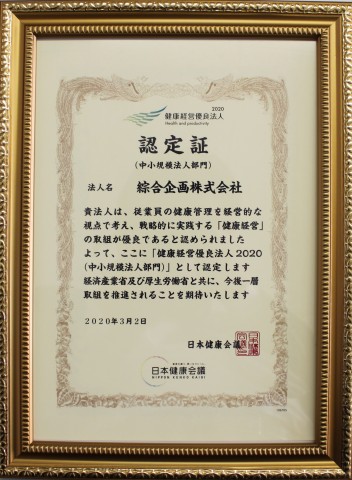 2020
健康経営優良法人
Health and productivity
認定証
(中小規模法人部門)
法人名 綜合企画株式会社
貴法人は、従業員の健康管理を経営的な
視点で考え、戦略的に実践する「健康経営」
の取組が優良であると認められました
よって、ここに「健康経営優良法人2020
(中小規模法人部門)」として認定します
経済産業省及び厚生労働省と共に、今後一層
取組を推進されることを期待いたします
2020年3月2日
日本健康会議
日本健康会議
NIPPON KENKO KAIGI